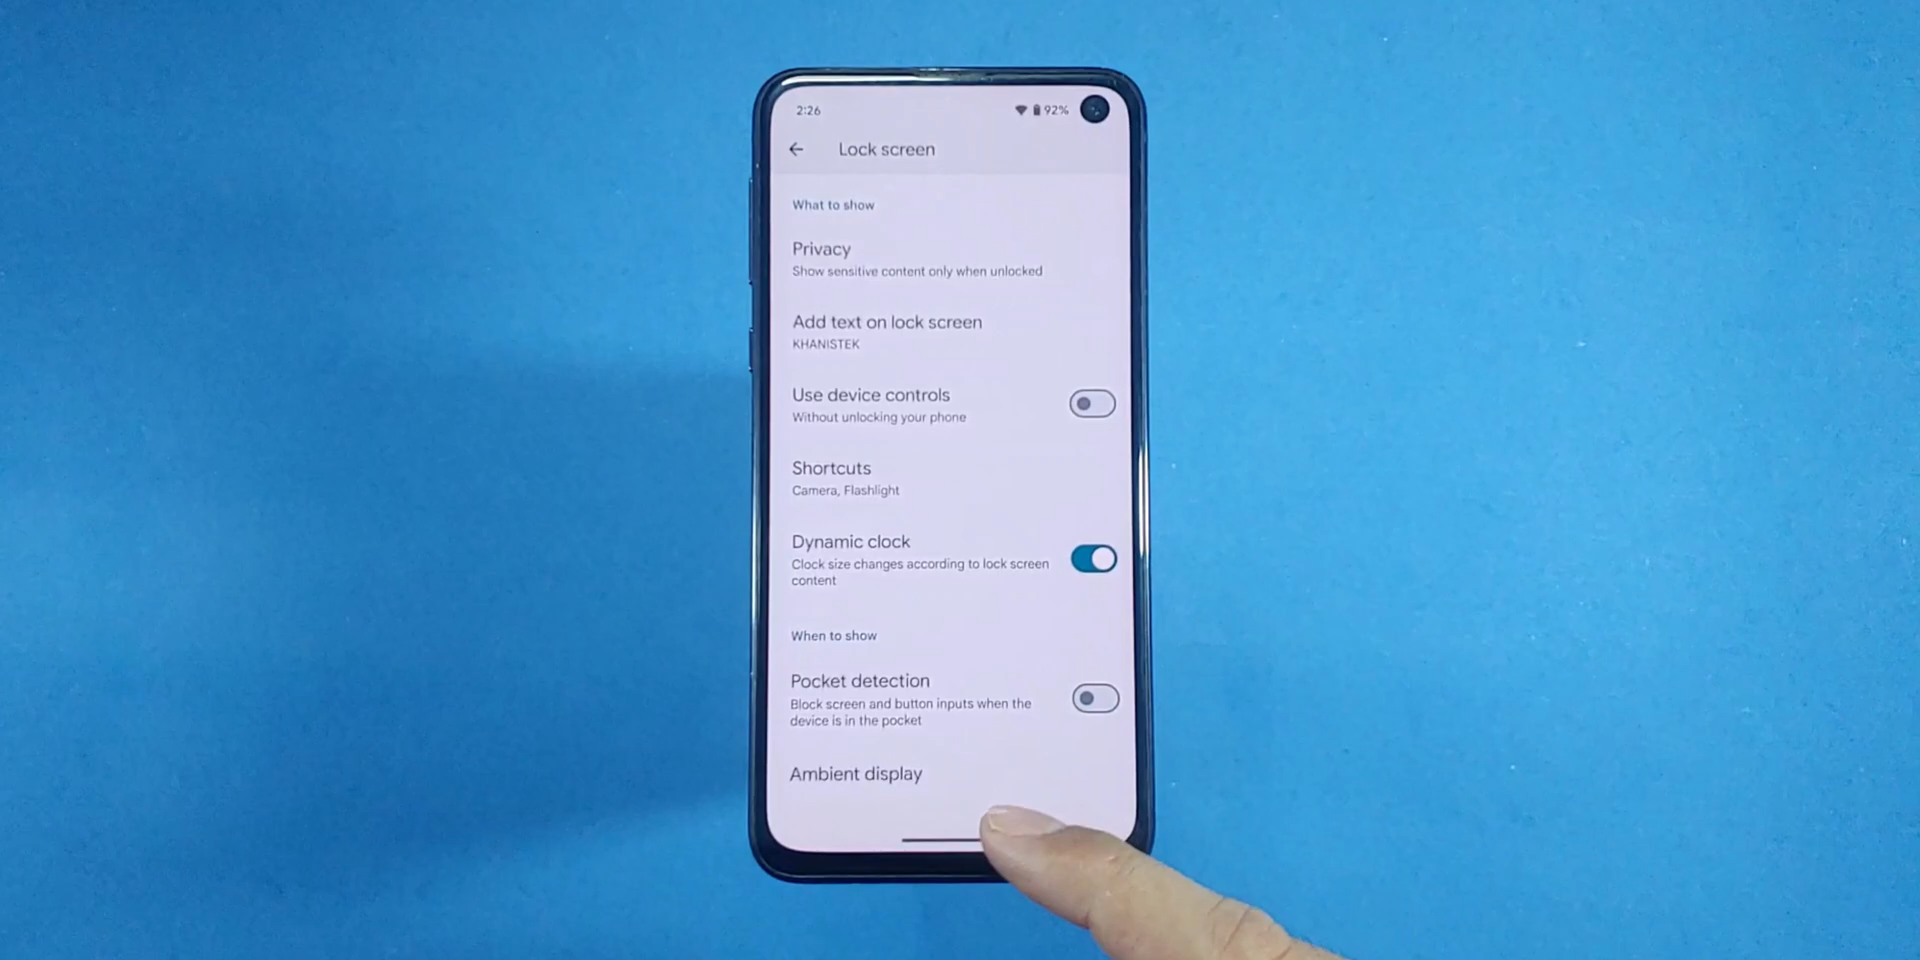 2:26
92%
Lock screen
What to show
Privacy
Show sensitive content only when unlocked
Add text on lock screen
KHANISTEK
Use device controls
Without unlocking your phone
Shortcuts
Camera, Flashlight
Dynamic clock
Clock size changes according to lock screen
content
When to show
Pocket detection
Block screen and button inputs when the
device is in the pocket
Ambient display